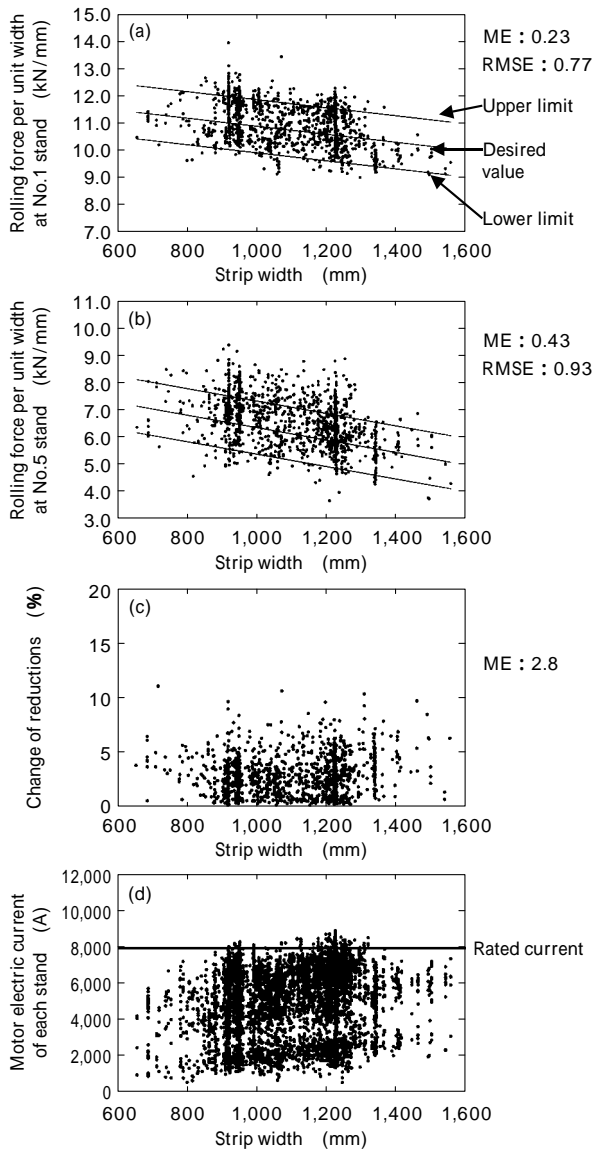 15.0
(a)
14.0
13.0
12.0
11.0
10.0
9.0
8.0
7.0
600 800 1,000 1,200 1,400 1,600
Rolling force per unit width
at No.1 stand (kN/mm)
Strip width (mm)
ME : 0.23
RMSE : 0.77
Upper limit
Desired
value
Lower limit
11.0
(b)
10.0
9.0
8.0
7.0
6.0
5.0
4.0
3.0
600 800 1,000 1,200 1,400 1,600
Rolling force per unit width
at No.5 stand (kN/mm)
Strip width (mm)
ME : 0.43
RMSE : 0.93
20
(c)
15
10
5
0
600 800 1,000 1,200 1,400 1,600
Change of reductions (%)
Strip width (mm)
ME : 2.8
12,000
(d)
10,000
8,000
6,000
4,000
2,000
0
600 800 1,000 1,200 1,400 1,600
Motor electric current
of each stand (A)
Strip width (mm)
Rated current